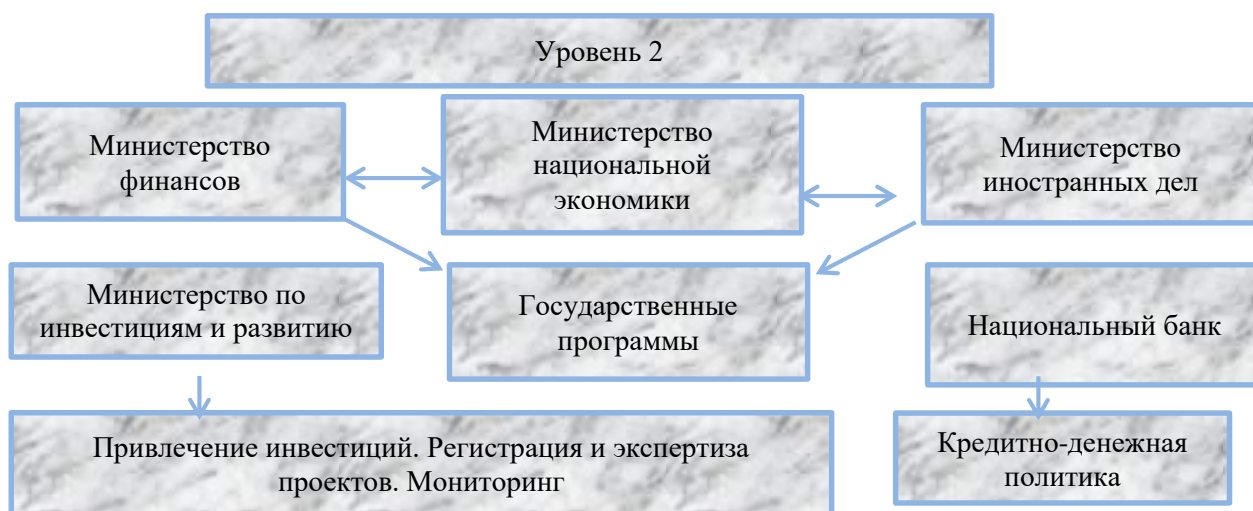 Уровень 2
Министерство
финансов
Министерство
национальной
экономики
Министерство
иностранных дел
Министерство по
инвестициям и развитию
Государственные
программы
Национальный банк
Привлечение инвестиций. Регистрация и экспертиза
проектов. Мониторинг
Кредитно-денежная
политика